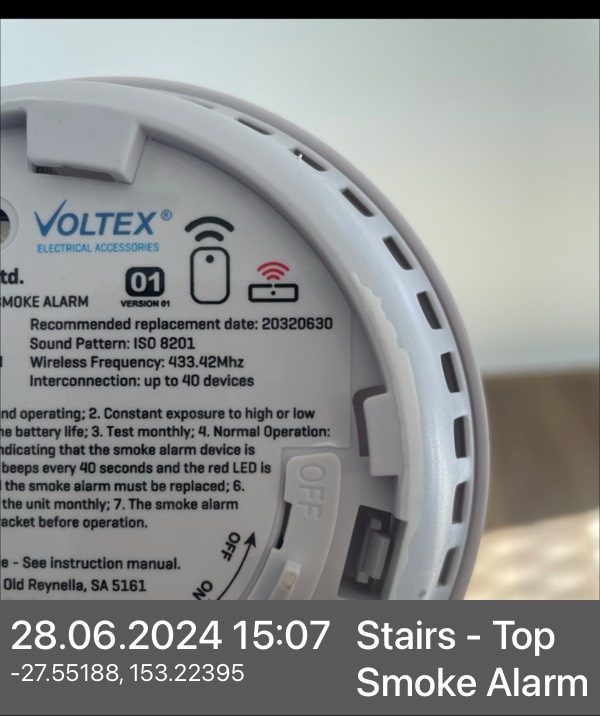 VOLTEX®
ELECTRICAL ACCESSORIES
td.
SMOKE ALARM
01
VERSION 01
Recommended replacement date: 20320630
Sound Pattern: ISO 8201
Wireless Frequency: 433.42Mhz
Interconnection: up to 40 devices
nd operating; 2. Constant exposure to high or low
he battery life; 3. Test monthly; 4. Normal Operation:
ndicating that the smoke alarm device is
beeps every 40 seconds and the red LED is
the smoke alarm must be replaced; 6.
the unit monthly; 7. The smoke alarm
acket before operation.
OFF
OFF
ON
e - See instruction manual.
Old Reynella, SA 5161
28.06.2024 15:07
-27.55188, 153.22395
Stairs - Top
Smoke Alarm